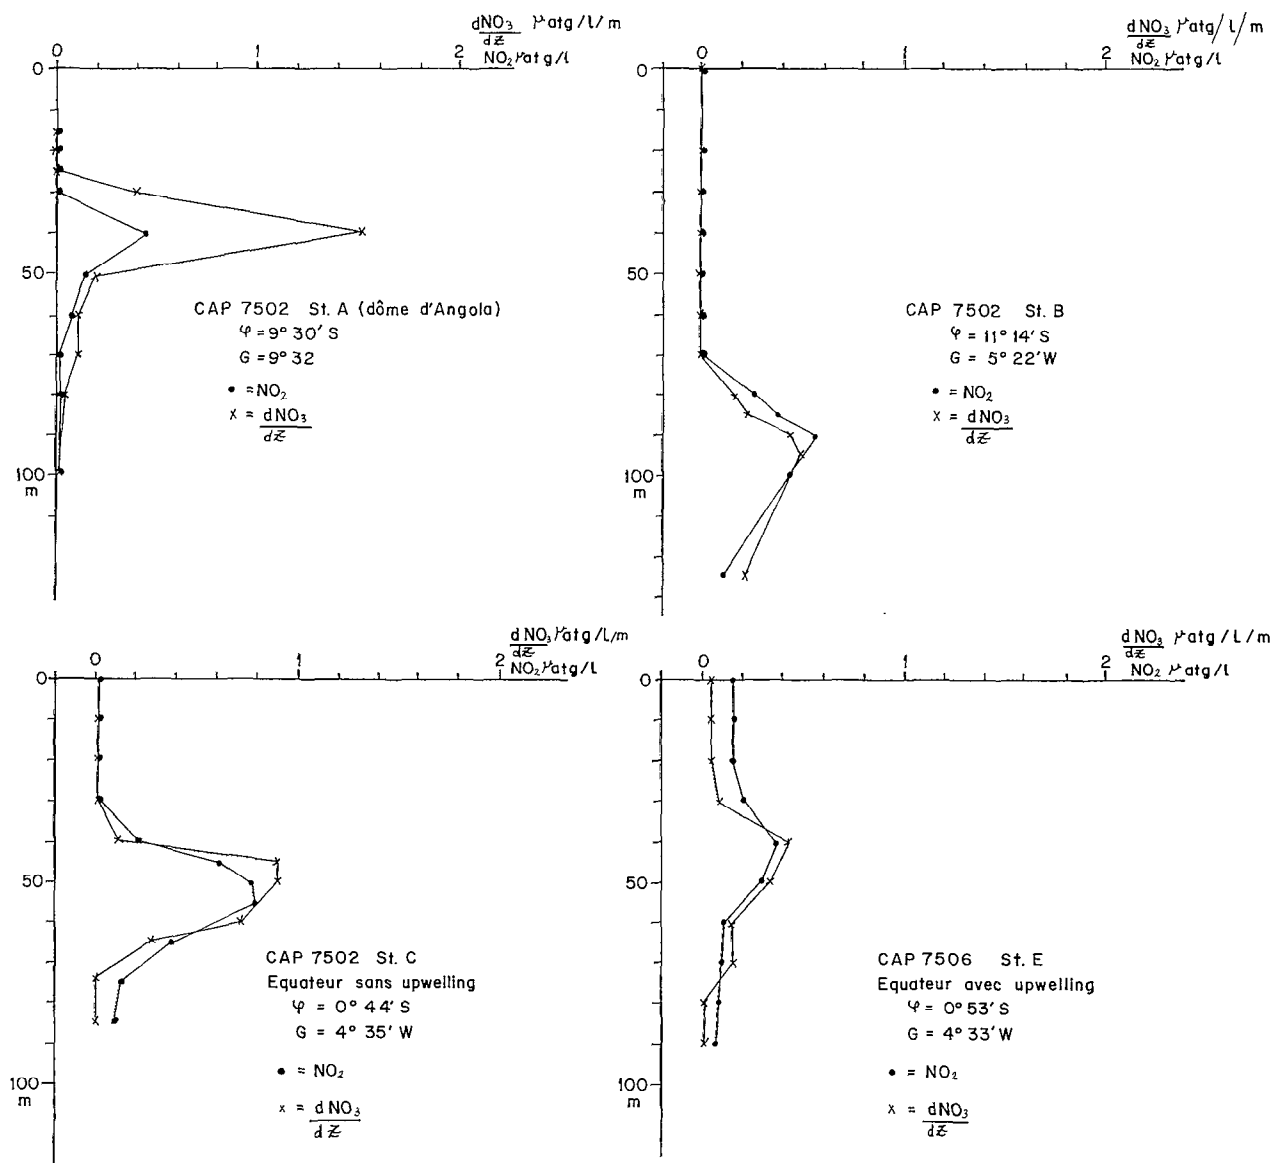 dNO₃ µatg/l/m
dz
NO₂ µatg/l
0 1 2
0
50
100
m
CAP 7502 St. A (dôme d'Angola)
φ = 9° 30′ S
G = 9° 32
• = NO₂
x = dNO₃
dz
dNO₃ µatg/l/m
dz
NO₂ µatg/l
0 1 2
0
50
100
m
CAP 7502 St. B
φ = 11° 14′ S
G = 5° 22′ W
• = NO₂
x = dNO₃
dz
dNO₃ µatg/l/m
dz
NO₂ µatg/l
0 1 2
0
50
100
m
CAP 7502 St. C
Equateur sans upwelling
φ = 0° 44′ S
G = 4° 35′ W
• = NO₂
x = dNO₃
dz
dNO₃ µatg/l/m
dz
NO₂ µatg/l
0 1 2
0
50
100
m
CAP 7506 St. E
Equateur avec upwelling
φ = 0° 53′ S
G = 4° 33′ W
• = NO₂
x = dNO₃
dz